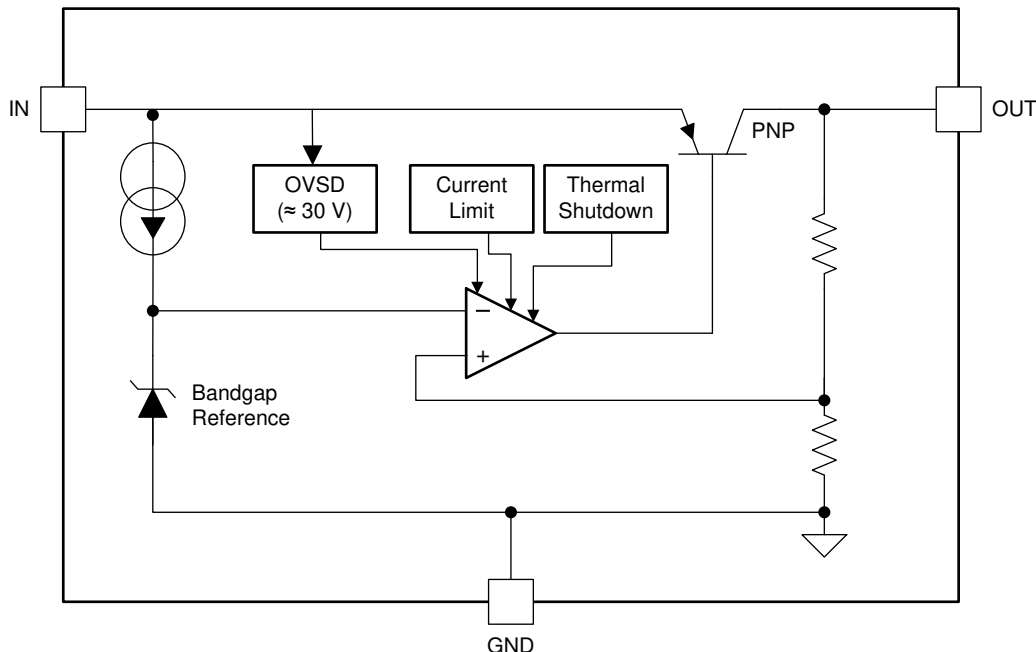 IN
OUT
PNP
OVSD
(≈ 30 V)
Current
Limit
Thermal
Shutdown
−
+
Bandgap
Reference
GND